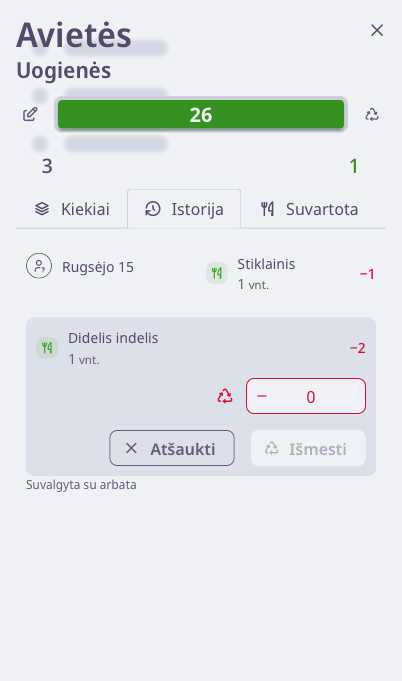 Avietės
Uogienės
26
3
1
Kiekiai
Istorija
Suvartota
Rugsėjo 15
Stiklainis
1 vnt.
−1
Didelis indelis
1 vnt.
−2
− 0
Atšaukti
Išmesti
Suvalgyta su arbata